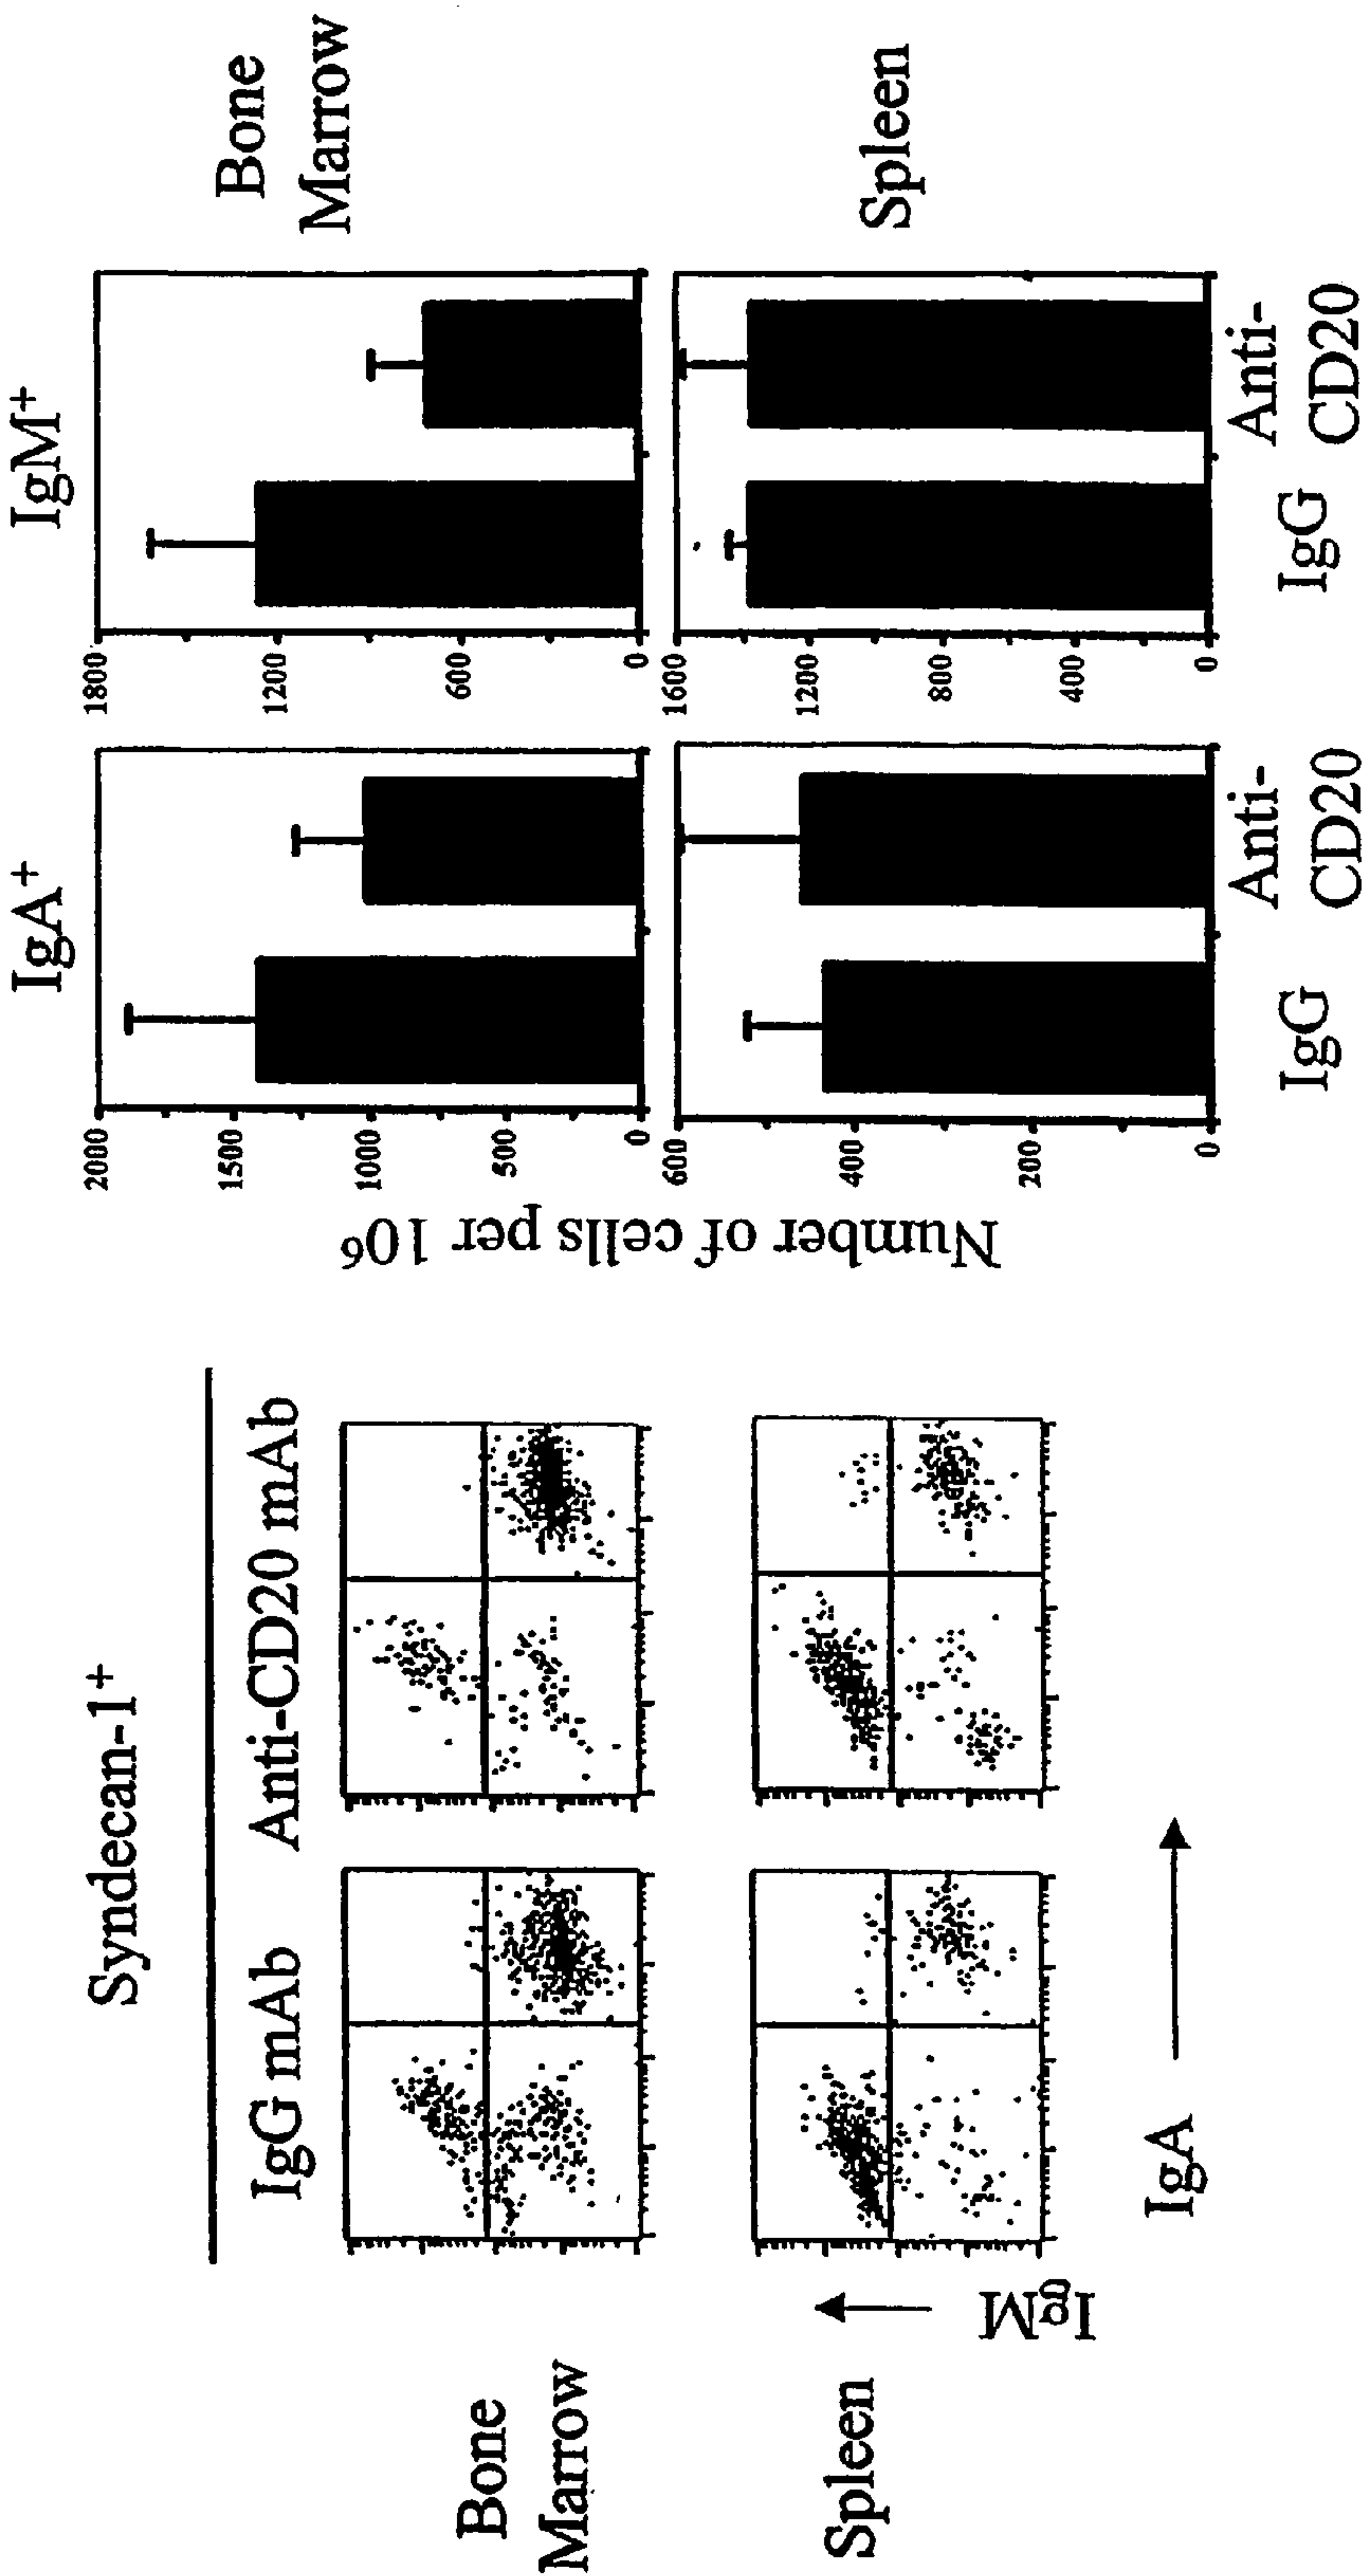 Syndecan-1+
IgG mAb
Anti-CD20 mAb
Bone
Marrow
Spleen
IgM
IgA
IgA+
IgM+
Number of cells per 106
2000
1500
1000
500
0
1800
1200
600
0
Bone
Marrow
600
400
200
0
1600
1200
800
400
0
Spleen
IgG
Anti-
CD20
IgG
Anti-
CD20